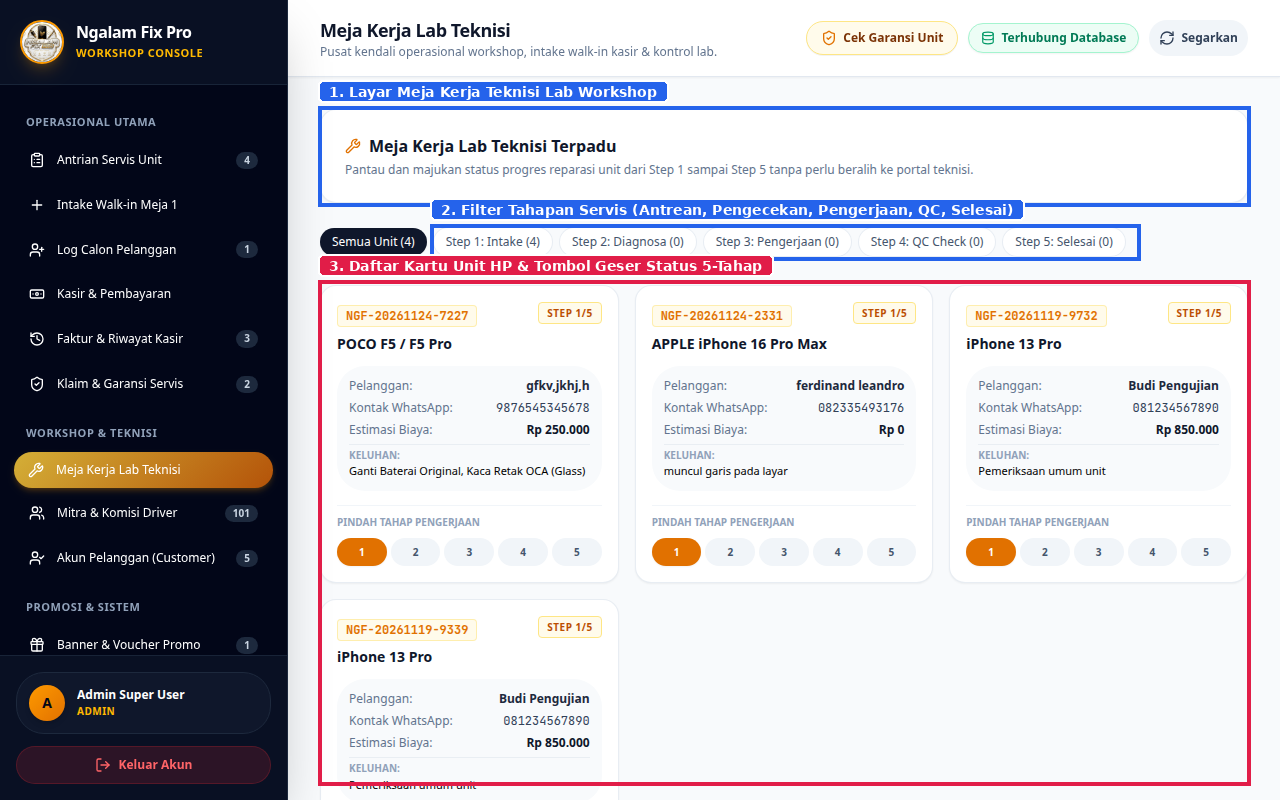 Ngalam Fix Pro
WORKSHOP CONSOLE
OPERASIONAL UTAMA
Antrian Servis Unit 4
Intake Walk-in Meja 1
Log Calon Pelanggan 1
Kasir & Pembayaran
Faktur & Riwayat Kasir 3
Klaim & Garansi Servis 2
WORKSHOP & TEKNISI
Meja Kerja Lab Teknisi
Mitra & Komisi Driver 101
Akun Pelanggan (Customer) 5
PROMOSI & SISTEM
Banner & Voucher Promo 1
A
Admin Super User
ADMIN
Keluar Akun
Meja Kerja Lab Teknisi
Pusat kendali operasional workshop, intake walk-in kasir & kontrol lab.
Cek Garansi Unit
Terhubung Database
Segarkan
1. Layar Meja Kerja Teknisi Lab Workshop
Meja Kerja Lab Teknisi Terpadu
Pantau dan majukan status progres reparasi unit dari Step 1 sampai Step 5 tanpa perlu beralih ke portal teknisi.
2. Filter Tahapan Servis (Antrean, Pengecekan, Pengerjaan, QC, Selesai)
Semua Unit (4) Step 1: Intake (4) Step 2: Diagnosa (0) Step 3: Pengerjaan (0) Step 4: QC Check (0) Step 5: Selesai (0)
3. Daftar Kartu Unit HP & Tombol Geser Status 5-Tahap
NGF-20261124-7227 STEP 1/5
POCO F5 / F5 Pro
Pelanggan: gfkv,jkhj,h
Kontak WhatsApp: 9876545345678
Estimasi Biaya: Rp 250.000
KELUHAN:
Ganti Baterai Original, Kaca Retak OCA (Glass)
PINDAH TAHAP PENGERJAAN
1 2 3 4 5
NGF-20261124-2331 STEP 1/5
APPLE iPhone 16 Pro Max
Pelanggan: ferdinand leandro
Kontak WhatsApp: 082335493176
Estimasi Biaya: Rp 0
KELUHAN:
muncul garis pada layar
PINDAH TAHAP PENGERJAAN
1 2 3 4 5
NGF-20261119-9732 STEP 1/5
iPhone 13 Pro
Pelanggan: Budi Pengujian
Kontak WhatsApp: 081234567890
Estimasi Biaya: Rp 850.000
KELUHAN:
Pemeriksaan umum unit
PINDAH TAHAP PENGERJAAN
1 2 3 4 5
NGF-20261119-9339 STEP 1/5
iPhone 13 Pro
Pelanggan: Budi Pengujian
Kontak WhatsApp: 081234567890
Estimasi Biaya: Rp 850.000
KELUHAN:
Pemeriksaan umum unit